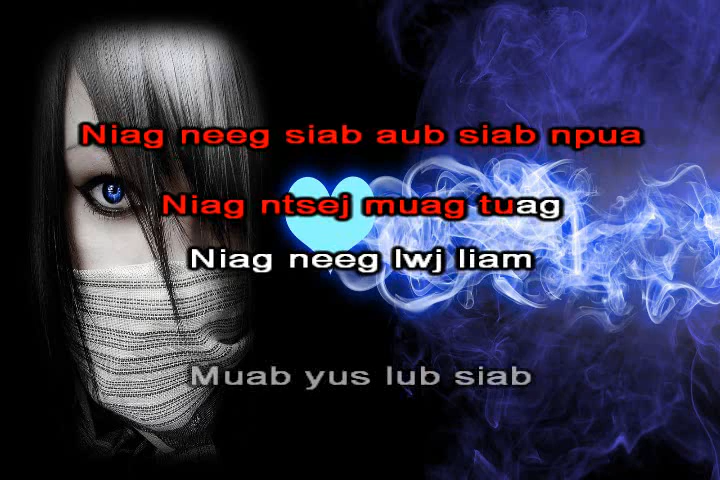 Niag neeg siab aub siab npua
Niag ntsej muag tuag
Niag neeg lwj liam
Muab yus lub siab